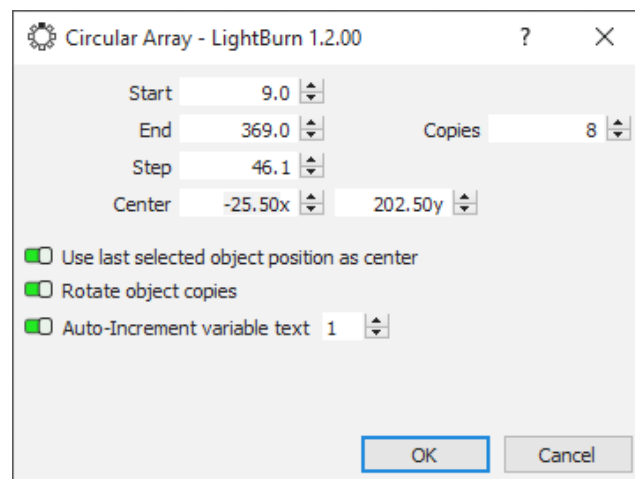 Circular Array - LightBurn 1.2.00 ?
Start 9.0
End 369.0 Copies 8
Step 46.1
Center -25.50x 202.50y
Use last selected object position as center
Rotate object copies
Auto-Increment variable text 1
OK Cancel